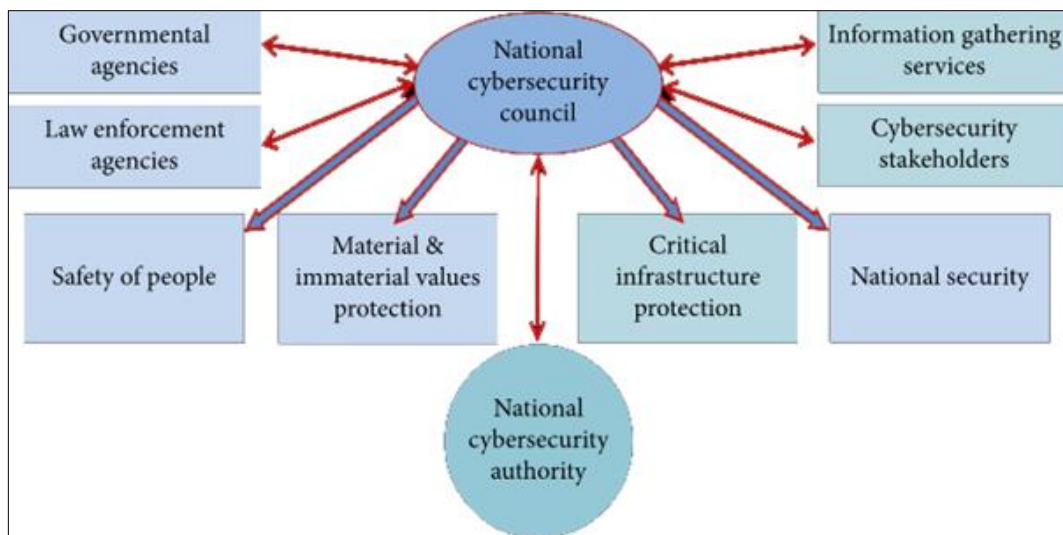 Governmental
agencies
National
cybersecurity
council
Information gathering
services
Law enforcement
agencies
Cybersecurity
stakeholders
Safety of people
Material &
immaterial values
protection
Critical
infrastructure
protection
National security
National
cybersecurity
authority